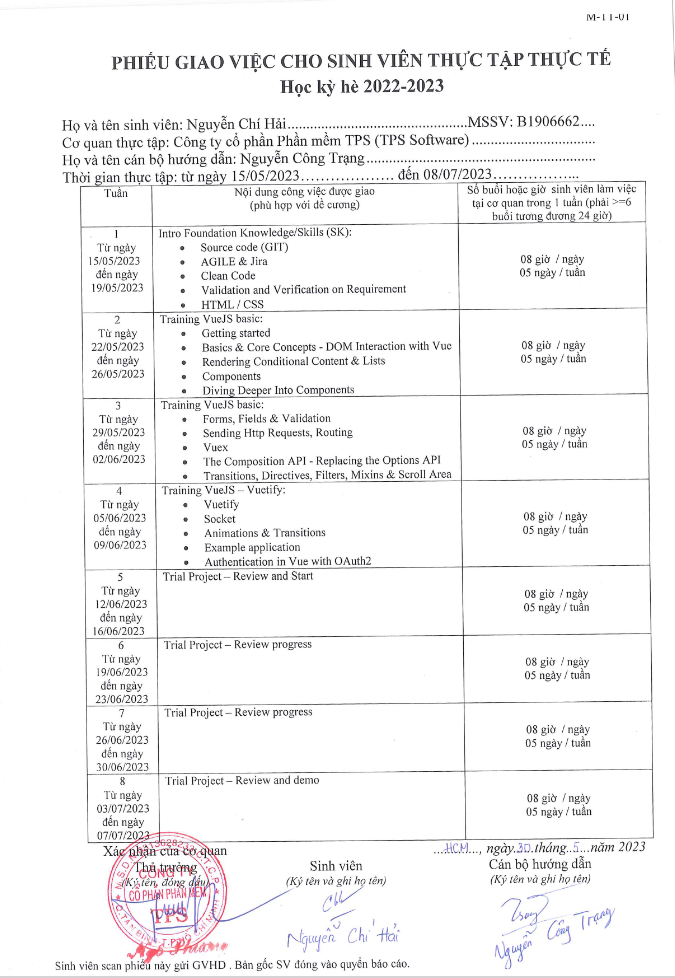 M-11-01
PHIẾU GIAO VIỆC CHO SINH VIÊN THỰC TẬP THỰC TẾ
Học kỳ hè 2022-2023
Họ và tên sinh viên: Nguyễn Chí Hải................................................MSSV: B1906662....
Cơ quan thực tập: Công ty cổ phần Phần mềm TPS (TPS Software) .................................
Họ và tên cán bộ hướng dẫn: Nguyễn Công Trạng.............................................................
Thời gian thực tập: từ ngày 15/05/2023………………. đến 08/07/2023……………...
Tuần
Nội dung công việc được giao
(phù hợp với đề cương)
Số buổi hoặc giờ sinh viên làm việc
tại cơ quan trong 1 tuần (phải >=6
buổi tương đương 24 giờ)
1
Từ ngày
15/05/2023
đến ngày
19/05/2023
Intro Foundation Knowledge/Skills (SK):
• Source code (GIT)
• AGILE & Jira
• Clean Code
• Validation and Verification on Requirement
• HTML / CSS
08 giờ / ngày
05 ngày / tuần
2
Từ ngày
22/05/2023
đến ngày
26/05/2023
Training VueJS basic:
• Getting started
• Basics & Core Concepts - DOM Interaction with Vue
• Rendering Conditional Content & Lists
• Components
• Diving Deeper Into Components
08 giờ / ngày
05 ngày / tuần
3
Từ ngày
29/05/2023
đến ngày
02/06/2023
Training VueJS basic:
• Forms, Fields & Validation
• Sending Http Requests, Routing
• Vuex
• The Composition API - Replacing the Options API
• Transitions, Directives, Filters, Mixins & Scroll Area
08 giờ / ngày
05 ngày / tuần
4
Từ ngày
05/06/2023
đến ngày
09/06/2023
Training VueJS – Vuetify:
• Vuetify
• Socket
• Animations & Transitions
• Example application
• Authentication in Vue with OAuth2
08 giờ / ngày
05 ngày / tuần
5
Từ ngày
12/06/2023
đến ngày
16/06/2023
Trial Project – Review and Start
08 giờ / ngày
05 ngày / tuần
6
Từ ngày
19/06/2023
đến ngày
23/06/2023
Trial Project – Review progress
08 giờ / ngày
05 ngày / tuần
7
Từ ngày
26/06/2023
đến ngày
30/06/2023
Trial Project – Review progress
08 giờ / ngày
05 ngày / tuần
8
Từ ngày
03/07/2023
đến ngày
07/07/2023
Trial Project – Review and demo
08 giờ / ngày
05 ngày / tuần
...HCM..., ngày.30.tháng..5...năm 2023
Xác nhận của cơ quan
Thủ trưởng
(Ký tên, đóng dấu)
CÔNG TY
CỔ PHẦN PHẦN MỀM
TPS
Sinh viên
(Ký tên và ghi họ tên)
Nguyễn Chí Hải
Cán bộ hướng dẫn
(Ký tên và ghi họ tên)
Nguyễn Công Trạng
Sinh viên scan phiếu này gửi GVHD . Bản gốc SV đóng vào quyển báo cáo.